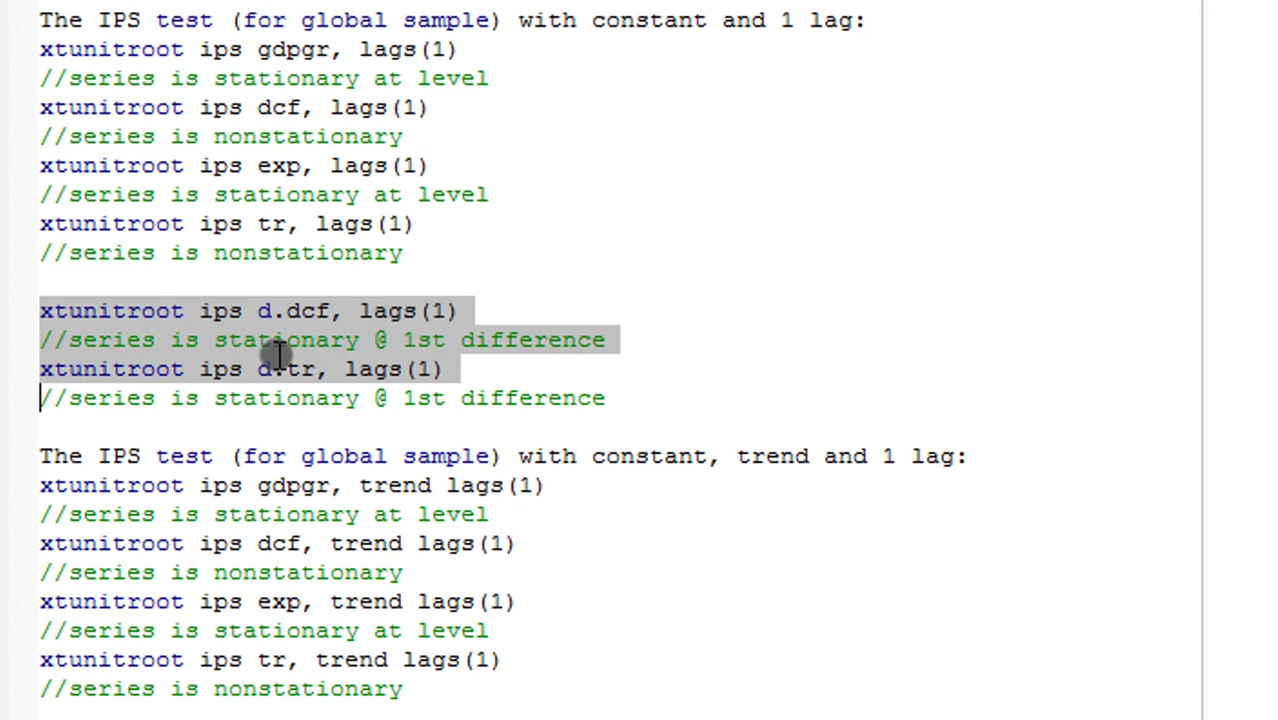 The IPS test (for global sample) with constant and 1 lag:
xtunitroot ips gdpgr, lags(1)
//series is stationary at level
xtunitroot ips dcf, lags(1)
//series is nonstationary
xtunitroot ips exp, lags(1)
//series is stationary at level
xtunitroot ips tr, lags(1)
//series is nonstationary
xtunitroot ips d.dcf, lags(1)
//series is stationary @ 1st difference
xtunitroot ips d.tr, lags(1)
//series is stationary @ 1st difference
The IPS test (for global sample) with constant, trend and 1 lag:
xtunitroot ips gdpgr, trend lags(1)
//series is stationary at level
xtunitroot ips dcf, trend lags(1)
//series is nonstationary
xtunitroot ips exp, trend lags(1)
//series is stationary at level
xtunitroot ips tr, trend lags(1)
//series is nonstationary